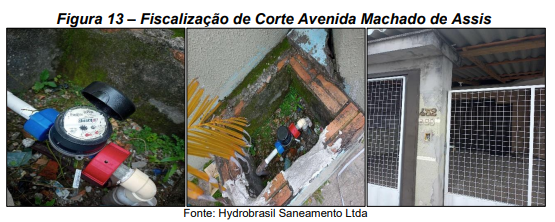 Figura 13 – Fiscalização de Corte Avenida Machado de Assis
Fonte: Hydrobrasil Saneamento Ltda